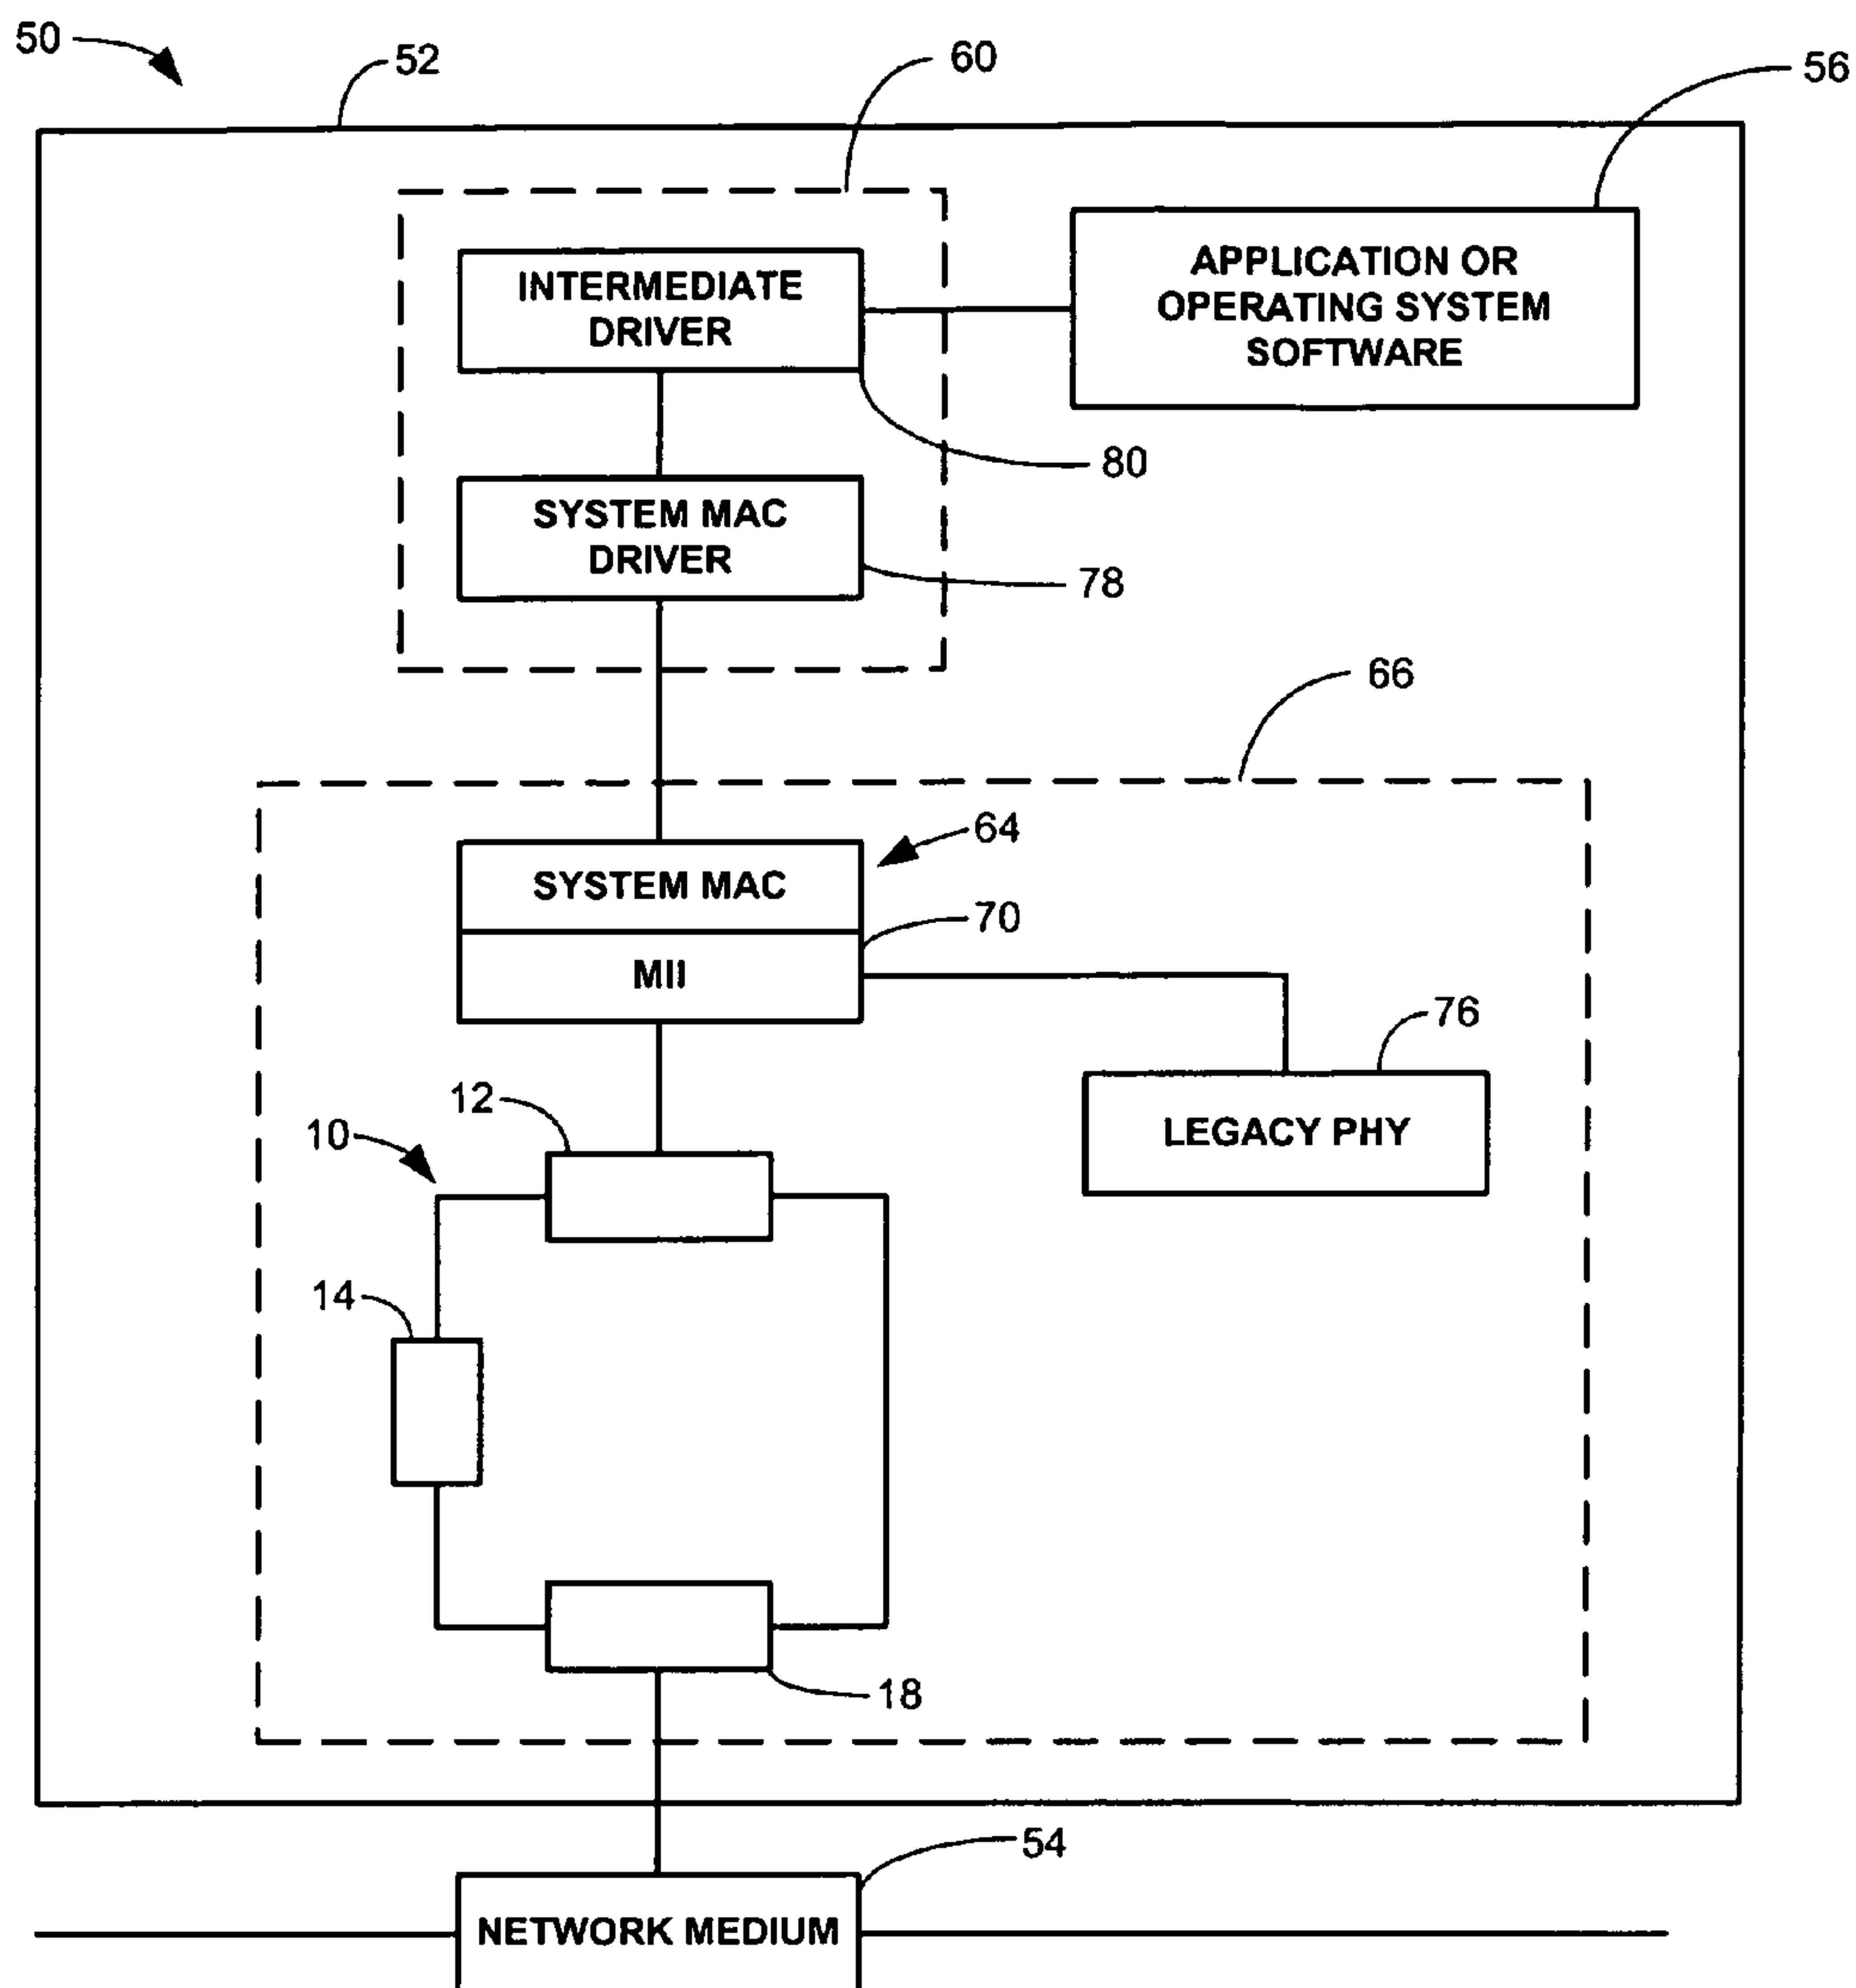 50
52
60
56
INTERMEDIATE
DRIVER
APPLICATION OR
OPERATING SYSTEM
SOFTWARE
80
SYSTEM MAC
DRIVER
78
66
64
SYSTEM MAC
70
MII
76
12
10
LEGACY PHY
14
18
54
NETWORK MEDIUM